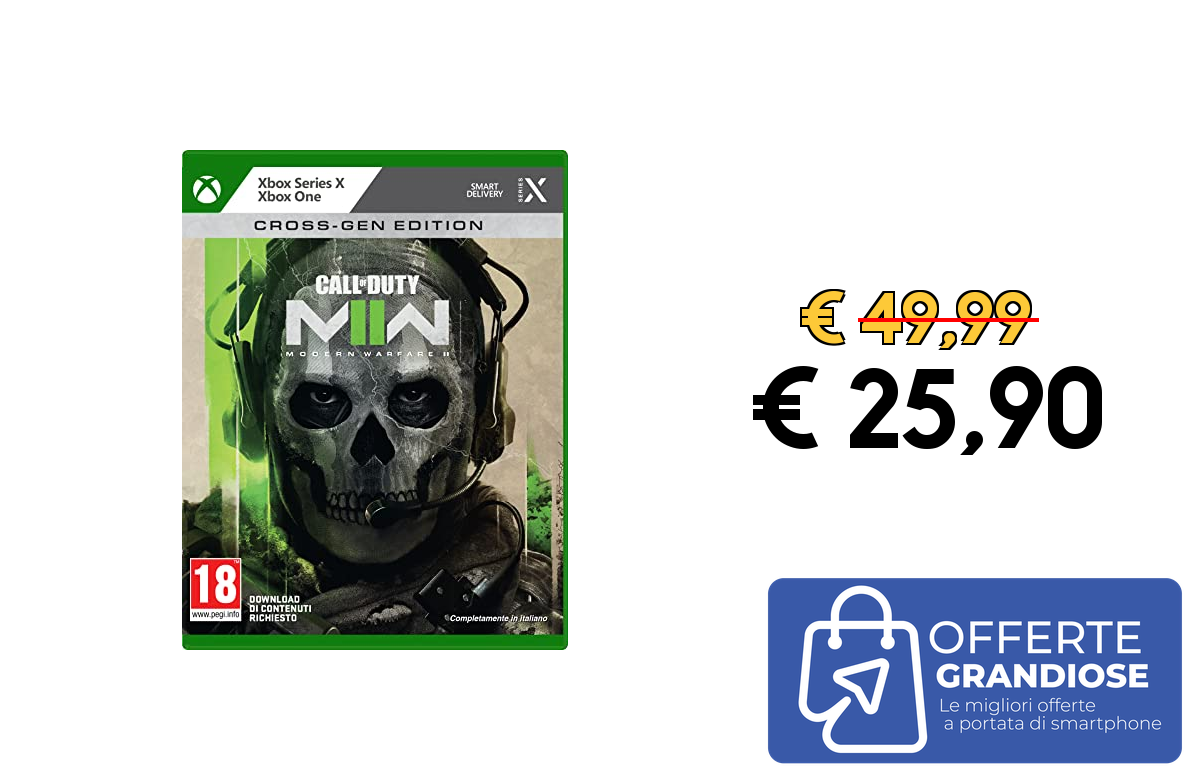 Xbox Series X
Xbox One
SMART
DELIVERY
SERIES
X
CROSS-GEN EDITION
CALL OF DUTY
MIIW
MODERN WARFARE II
18
www.pegi.info
DOWNLOAD
DI CONTENUTI
RICHIESTO
Completamente in Italiano
€ 49,99
€ 25,90
OFFERTE
GRANDIOSE
Le migliori offerte
a portata di smartphone